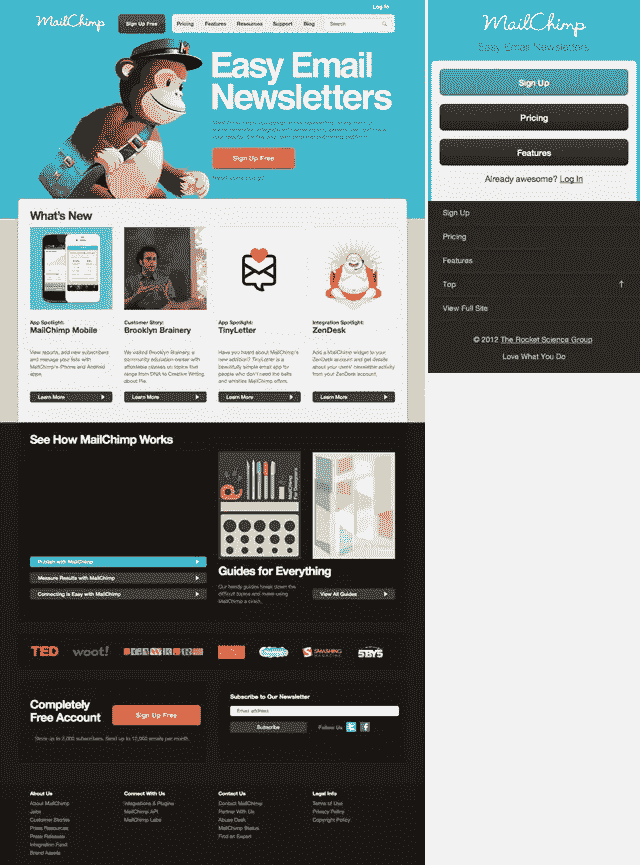 Log In
MailChimp
Sign Up Free
Pricing
Features
Resources
Support
Blog
Search
Easy Email
Newsletters
Sign Up Free
What's New
App Spotlight:
MailChimp Mobile
View reports, add new subscribers
and manage your lists with
MailChimp's iPhone and Android
apps.
Learn More
Customer Story:
Brooklyn Brainery
We visited Brooklyn Brainery, a
community education center with
affordable classes on topics that
range from DNA to Creative Writing
about Pie.
Learn More
App Spotlight:
TinyLetter
Have you heard about MailChimp's
new addition? TinyLetter is a
beautifully simple email app for
people who don't need the bells
and whistles MailChimp offers.
Learn More
Integration Spotlight:
ZenDesk
Add a MailChimp widget to your
ZenDesk account and get details
about your users' newsletter activity
from your ZenDesk account.
Learn More
See How MailChimp Works
Publish with MailChimp
Measure Results with MailChimp
Connecting is Easy with MailChimp
MailChimp
For Designers
Guides for Everything
Our handy guides break down the
difficult topics and make using
MailChimp a cinch.
View All Guides
TED
woot!
SMASHING
MAGAZINE
Completely
Free Account
Sign Up Free
Store up to 2,000 subscribers. Send up to 12,000 emails per month.
Subscribe to Our Newsletter
Email address
Subscribe
Follow Us
About Us
About MailChimp
Jobs
Customer Stories
Press Resources
Press Releases
Integration Fund
Brand Assets
Connect With Us
Integrations & Plugins
MailChimp API
MailChimp Labs
Contact Us
Contact MailChimp
Partner With Us
Abuse Desk
MailChimp Status
Find an Expert
Legal Info
Terms of Use
Privacy Policy
Copyright Policy
MailChimp
Easy Email Newsletters
Sign Up
Pricing
Features
Already awesome? Log In
Sign Up
Pricing
Features
Top ↑
View Full Site
© 2012 The Rocket Science Group
Love What You Do